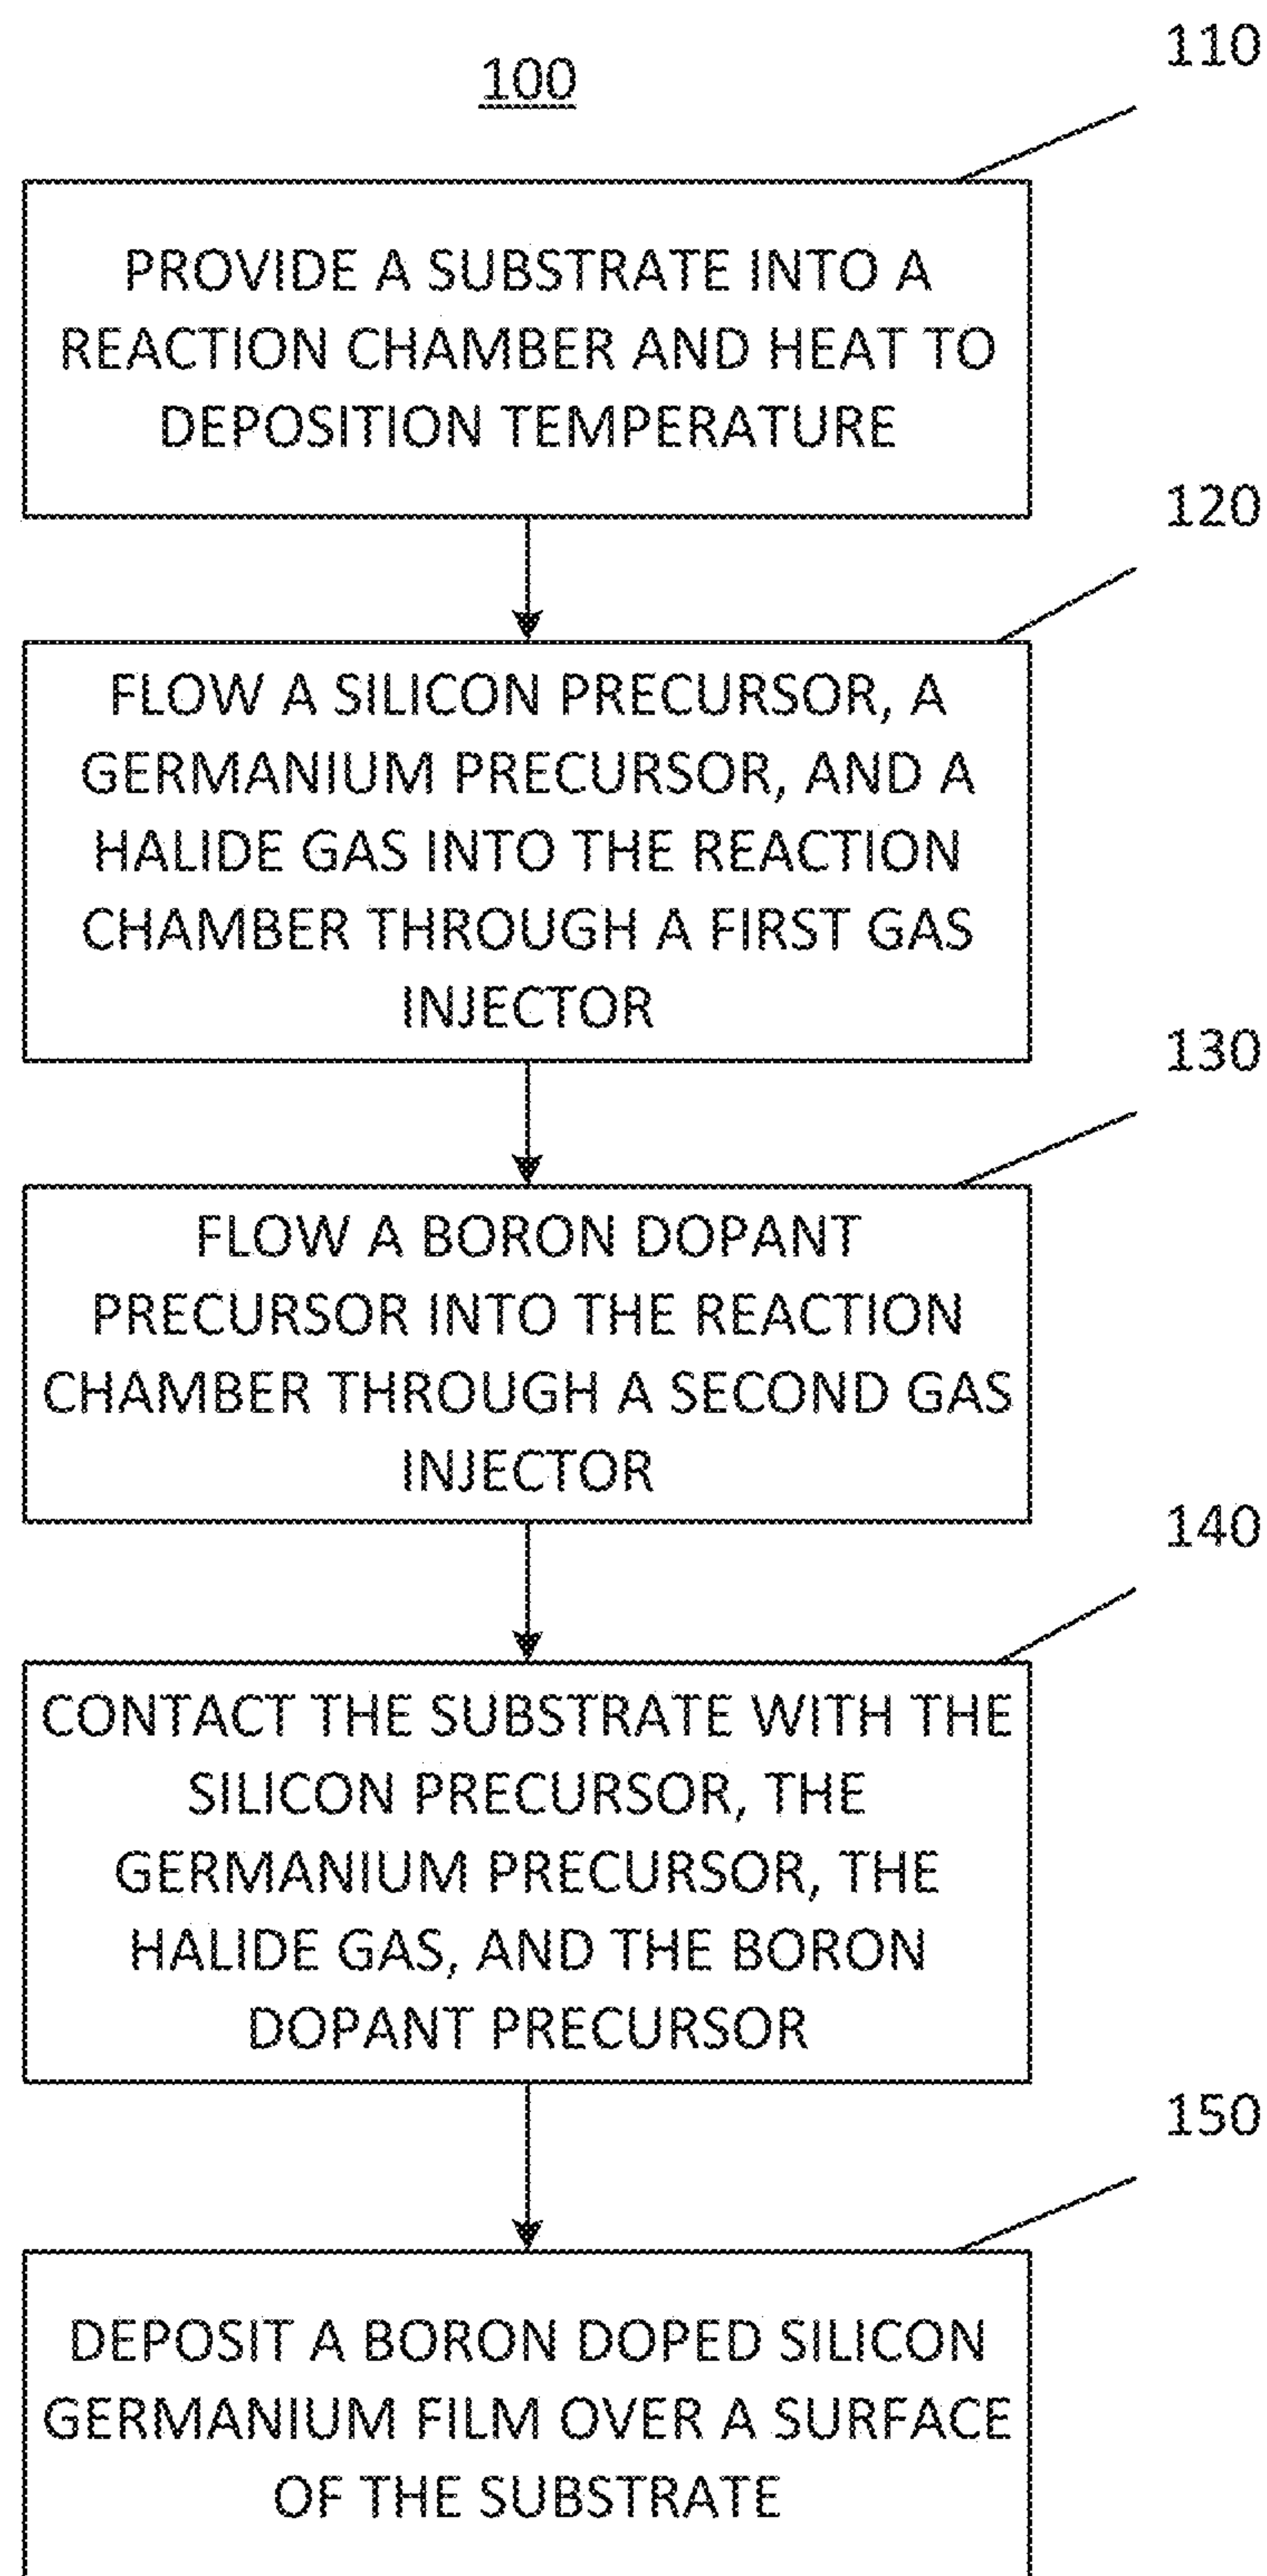 110
100
PROVIDE A SUBSTRATE INTO A
REACTION CHAMBER AND HEAT TO
DEPOSITION TEMPERATURE
120
FLOW A SILICON PRECURSOR, A
GERMANIUM PRECURSOR, AND A
HALIDE GAS INTO THE REACTION
CHAMBER THROUGH A FIRST GAS
INJECTOR
130
FLOW A BORON DOPANT
PRECURSOR INTO THE REACTION
CHAMBER THROUGH A SECOND GAS
INJECTOR
140
CONTACT THE SUBSTRATE WITH THE
SILICON PRECURSOR, THE
GERMANIUM PRECURSOR, THE
HALIDE GAS, AND THE BORON
DOPANT PRECURSOR
150
DEPOSIT A BORON DOPED SILICON
GERMANIUM FILM OVER A SURFACE
OF THE SUBSTRATE